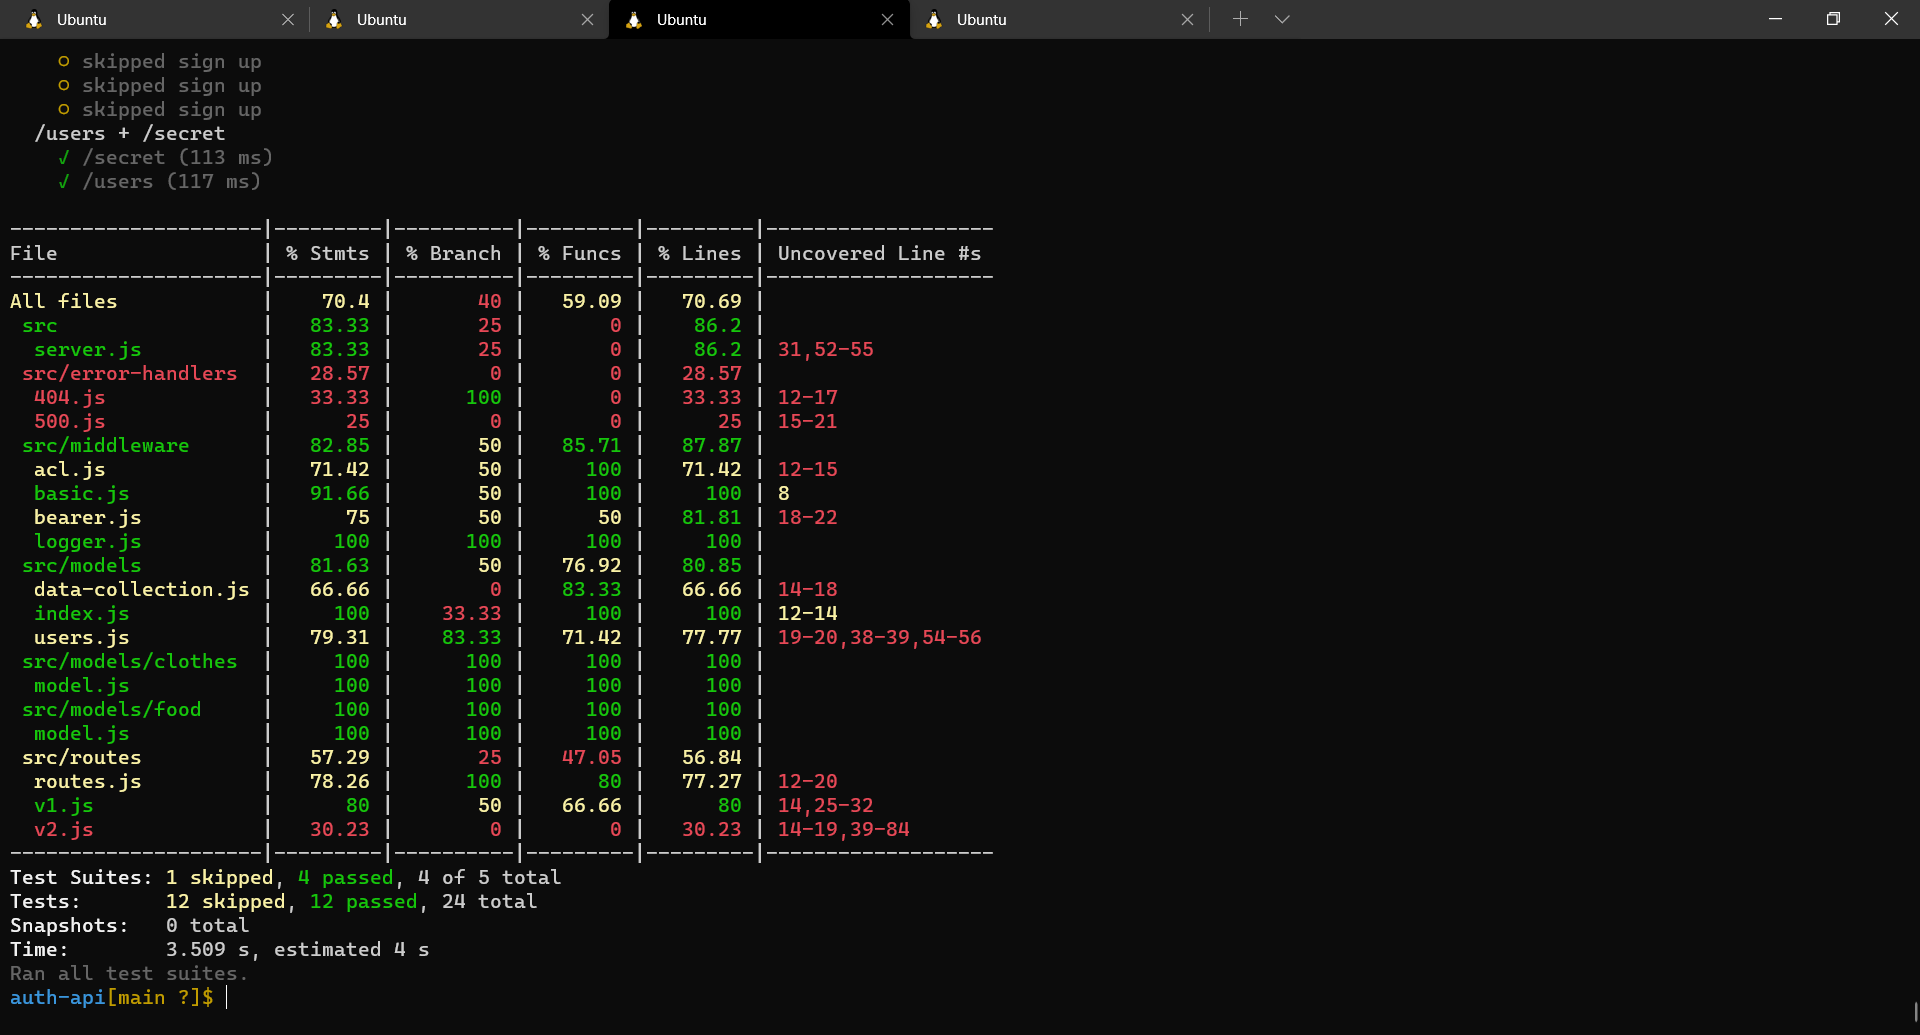 Ubuntu Ubuntu Ubuntu Ubuntu
○ skipped sign up
○ skipped sign up
○ skipped sign up
/users + /secret
√ /secret (113 ms)
√ /users (117 ms)
---------------------|---------|----------|---------|---------|-------------------
File                 | % Stmts | % Branch | % Funcs | % Lines | Uncovered Line #s
---------------------|---------|----------|---------|---------|-------------------
All files            |    70.4 |       40 |   59.09 |   70.69 |
 src                 |   83.33 |       25 |       0 |    86.2 |
  server.js          |   83.33 |       25 |       0 |    86.2 | 31,52-55
 src/error-handlers  |   28.57 |        0 |       0 |   28.57 |
  404.js             |   33.33 |      100 |       0 |   33.33 | 12-17
  500.js             |      25 |        0 |       0 |      25 | 15-21
 src/middleware      |   82.85 |       50 |   85.71 |   87.87 |
  acl.js             |   71.42 |       50 |     100 |   71.42 | 12-15
  basic.js           |   91.66 |       50 |     100 |     100 | 8
  bearer.js          |      75 |       50 |      50 |   81.81 | 18-22
  logger.js          |     100 |      100 |     100 |     100 |
 src/models          |   81.63 |       50 |   76.92 |   80.85 |
  data-collection.js |   66.66 |        0 |   83.33 |   66.66 | 14-18
  index.js           |     100 |    33.33 |     100 |     100 | 12-14
  users.js           |   79.31 |    83.33 |   71.42 |   77.77 | 19-20,38-39,54-56
 src/models/clothes  |     100 |      100 |     100 |     100 |
  model.js           |     100 |      100 |     100 |     100 |
 src/models/food     |     100 |      100 |     100 |     100 |
  model.js           |     100 |      100 |     100 |     100 |
 src/routes          |   57.29 |       25 |   47.05 |   56.84 |
  routes.js          |   78.26 |      100 |      80 |   77.27 | 12-20
  v1.js              |      80 |       50 |   66.66 |      80 | 14,25-32
  v2.js              |   30.23 |        0 |       0 |   30.23 | 14-19,39-84
---------------------|---------|----------|---------|---------|-------------------
Test Suites: 1 skipped, 4 passed, 4 of 5 total
Tests:       12 skipped, 12 passed, 24 total
Snapshots:   0 total
Time:        3.509 s, estimated 4 s
Ran all test suites.
auth-api[main ?]$